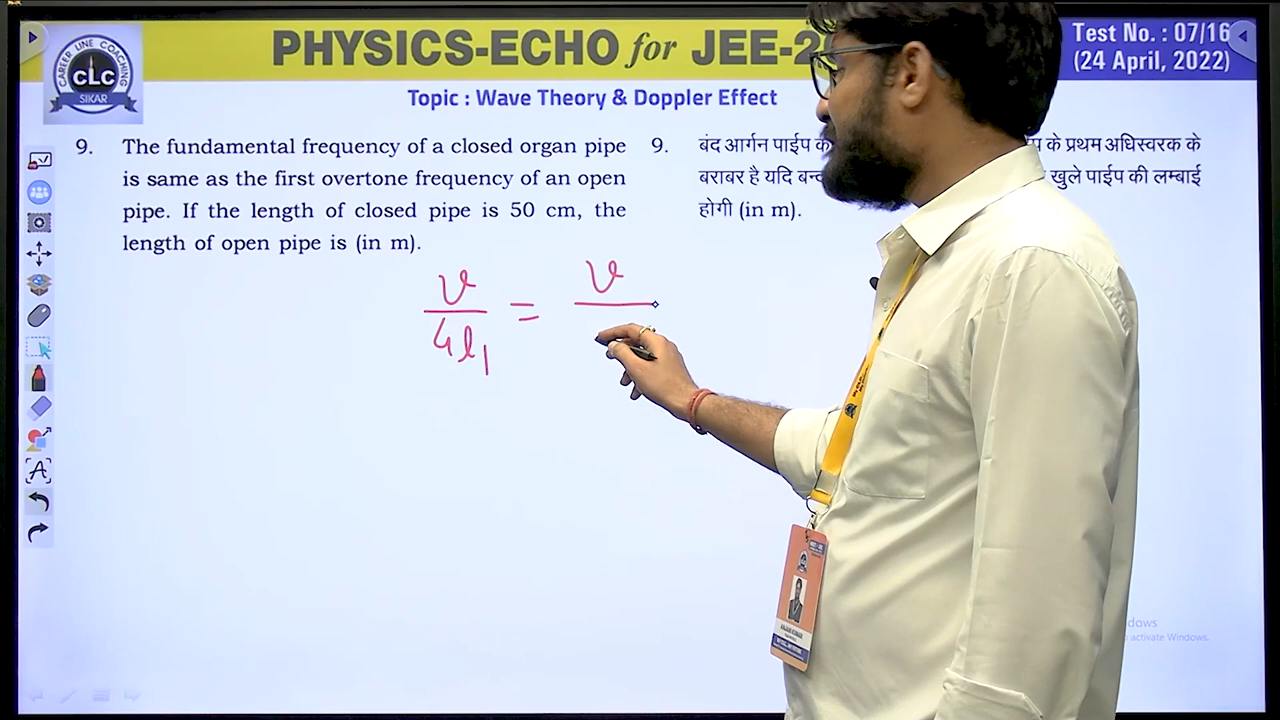 PHYSICS-ECHO for JEE-2
Test No. : 07/16
(24 April, 2022)
CAREER LINE COACHING
CLC
SIKAR
Topic : Wave Theory & Doppler Effect
9. The fundamental frequency of a closed organ pipe
is same as the first overtone frequency of an open
pipe. If the length of closed pipe is 50 cm, the
length of open pipe is (in m).
9. बंद आर्गन पाईप के प्रथम अधिस्वरक के
बराबर है यदि खुले पाईप की लम्बाई
होगी (in m).
v/4l₁ = v
activate Windows.